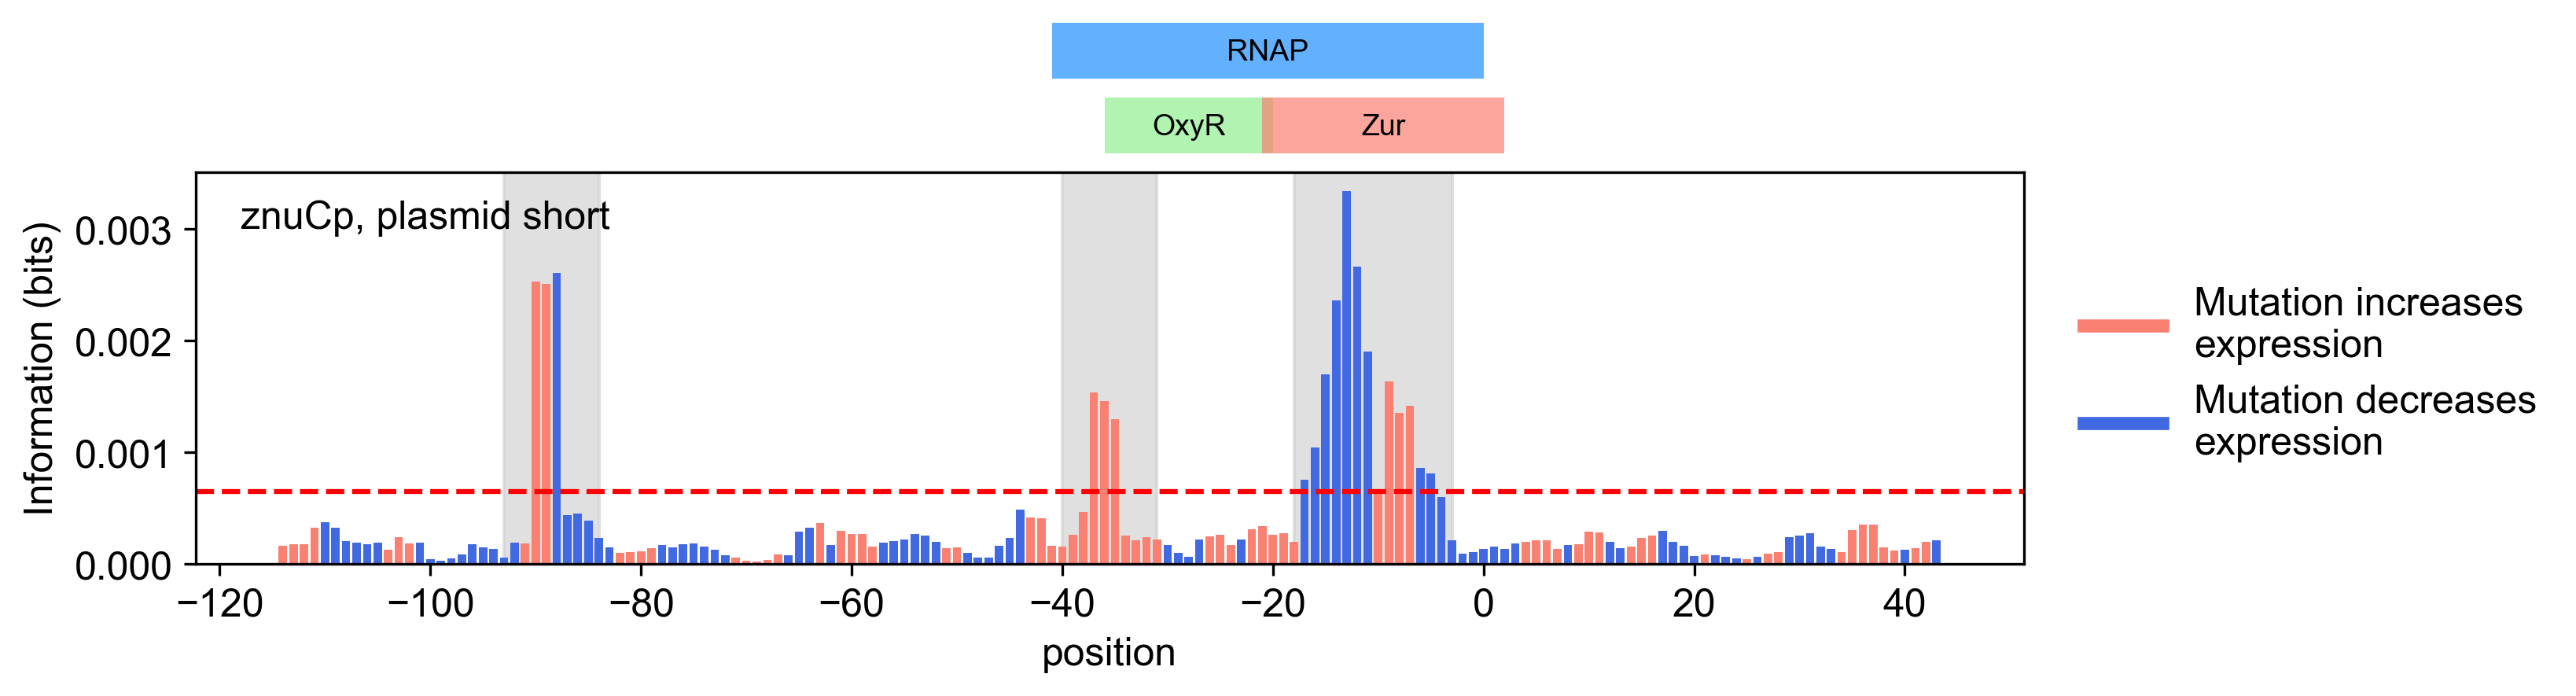 RNAP
OxyR
Zur
znuCp, plasmid short
Information (bits)
0.003
0.002
0.001
0.000
−120
−100
−80
−60
−40
−20
0
20
40
position
Mutation increases
expression
Mutation decreases
expression